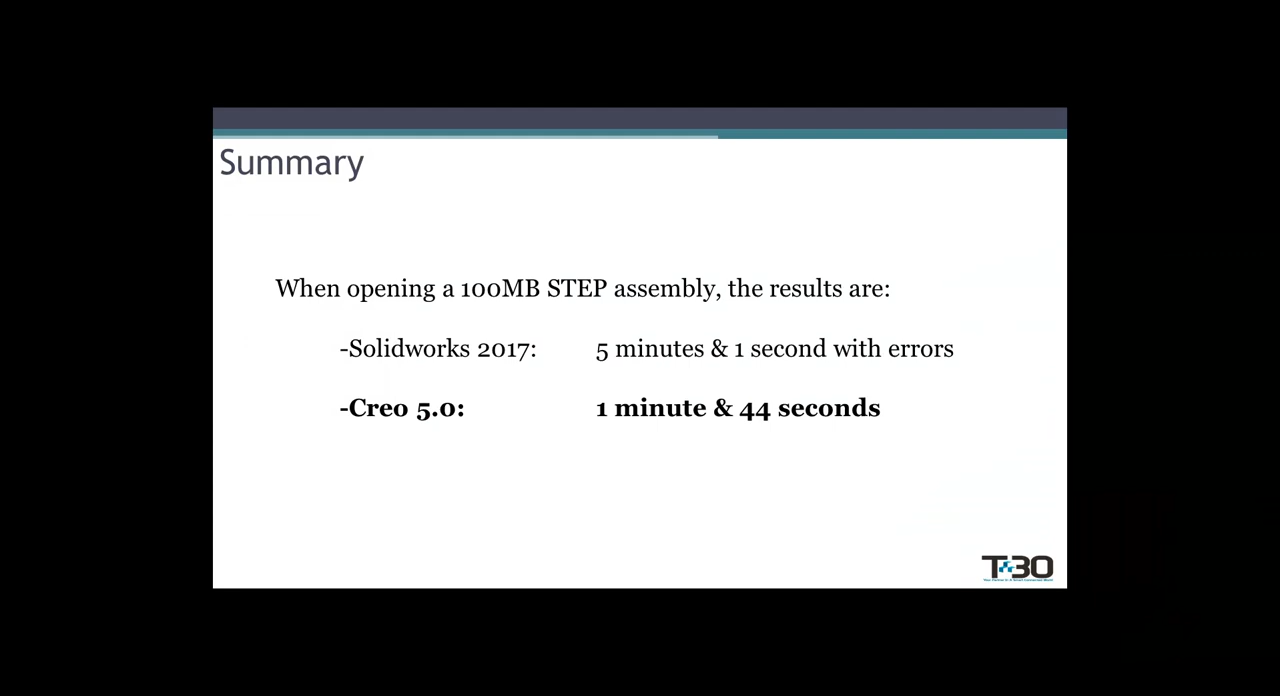 Summary
When opening a 100MB STEP assembly, the results are:
-Solidworks 2017: 5 minutes & 1 second with errors
-Creo 5.0: 1 minute & 44 seconds
T30